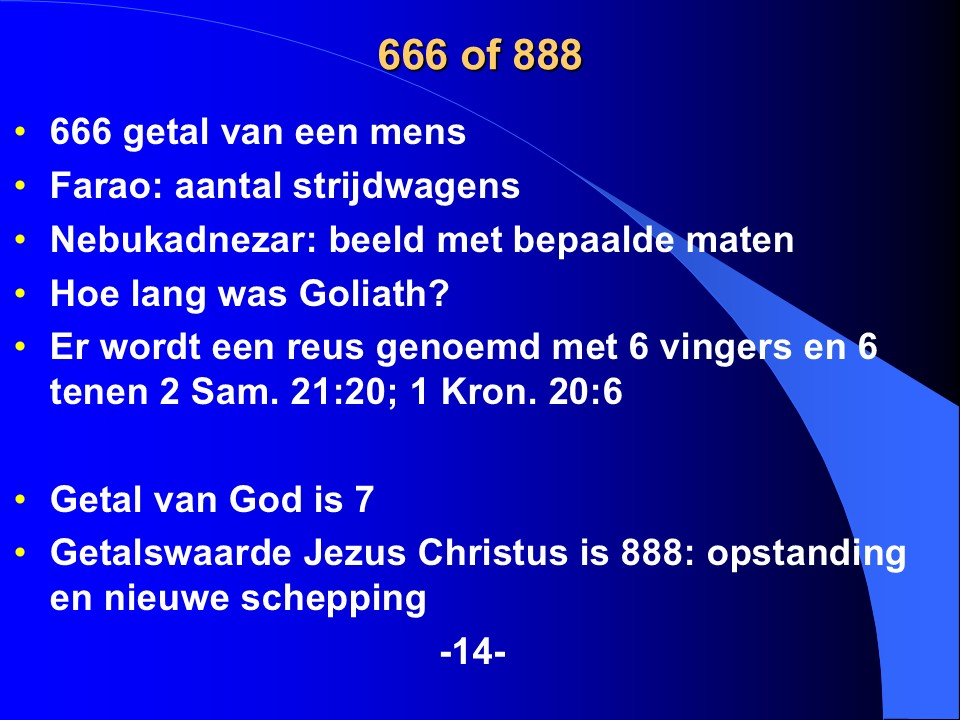 666 of 888
• 666 getal van een mens
• Farao: aantal strijdwagens
• Nebukadnezar: beeld met bepaalde maten
• Hoe lang was Goliath?
• Er wordt een reus genoemd met 6 vingers en 6
tenen 2 Sam. 21:20; 1 Kron. 20:6
• Getal van God is 7
• Getalswaarde Jezus Christus is 888: opstanding
en nieuwe schepping
-14-